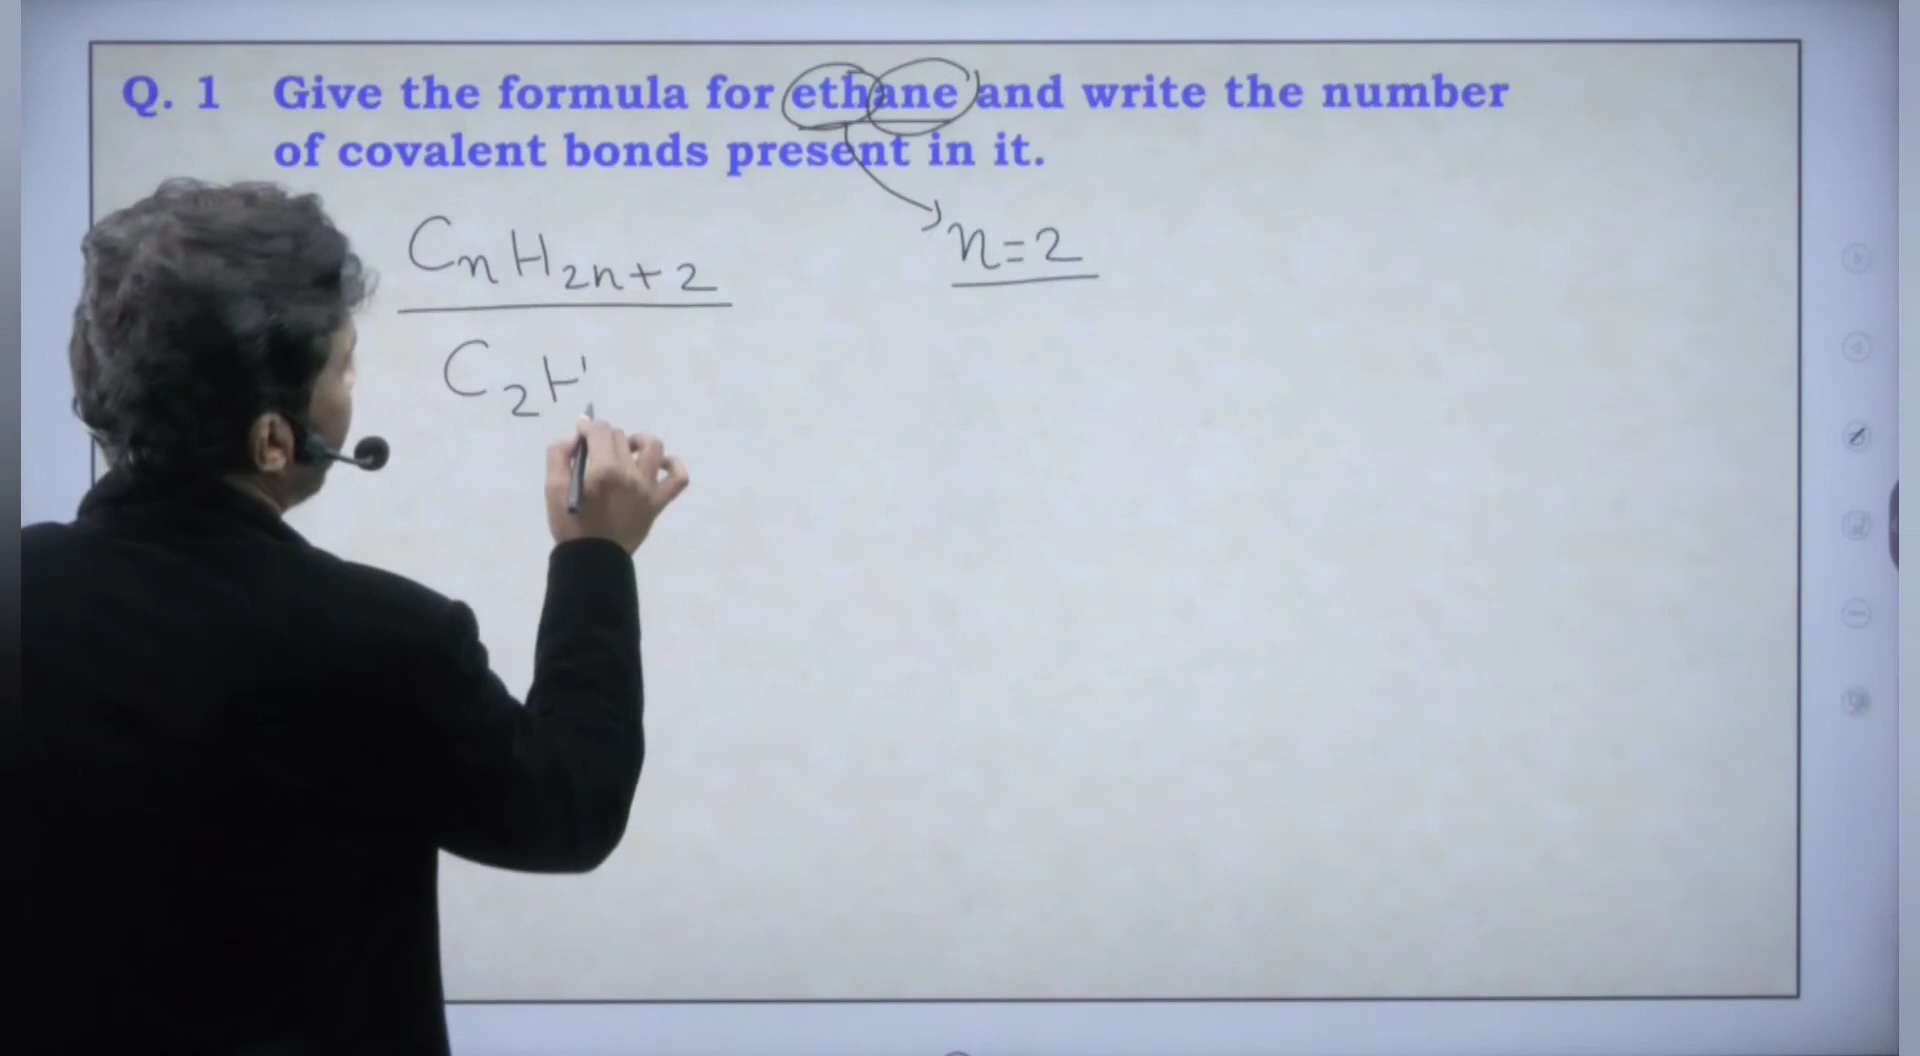 Q. 1 Give the formula for ethane and write the number
of covalent bonds present in it.
CnH2n+2
n=2
C2H